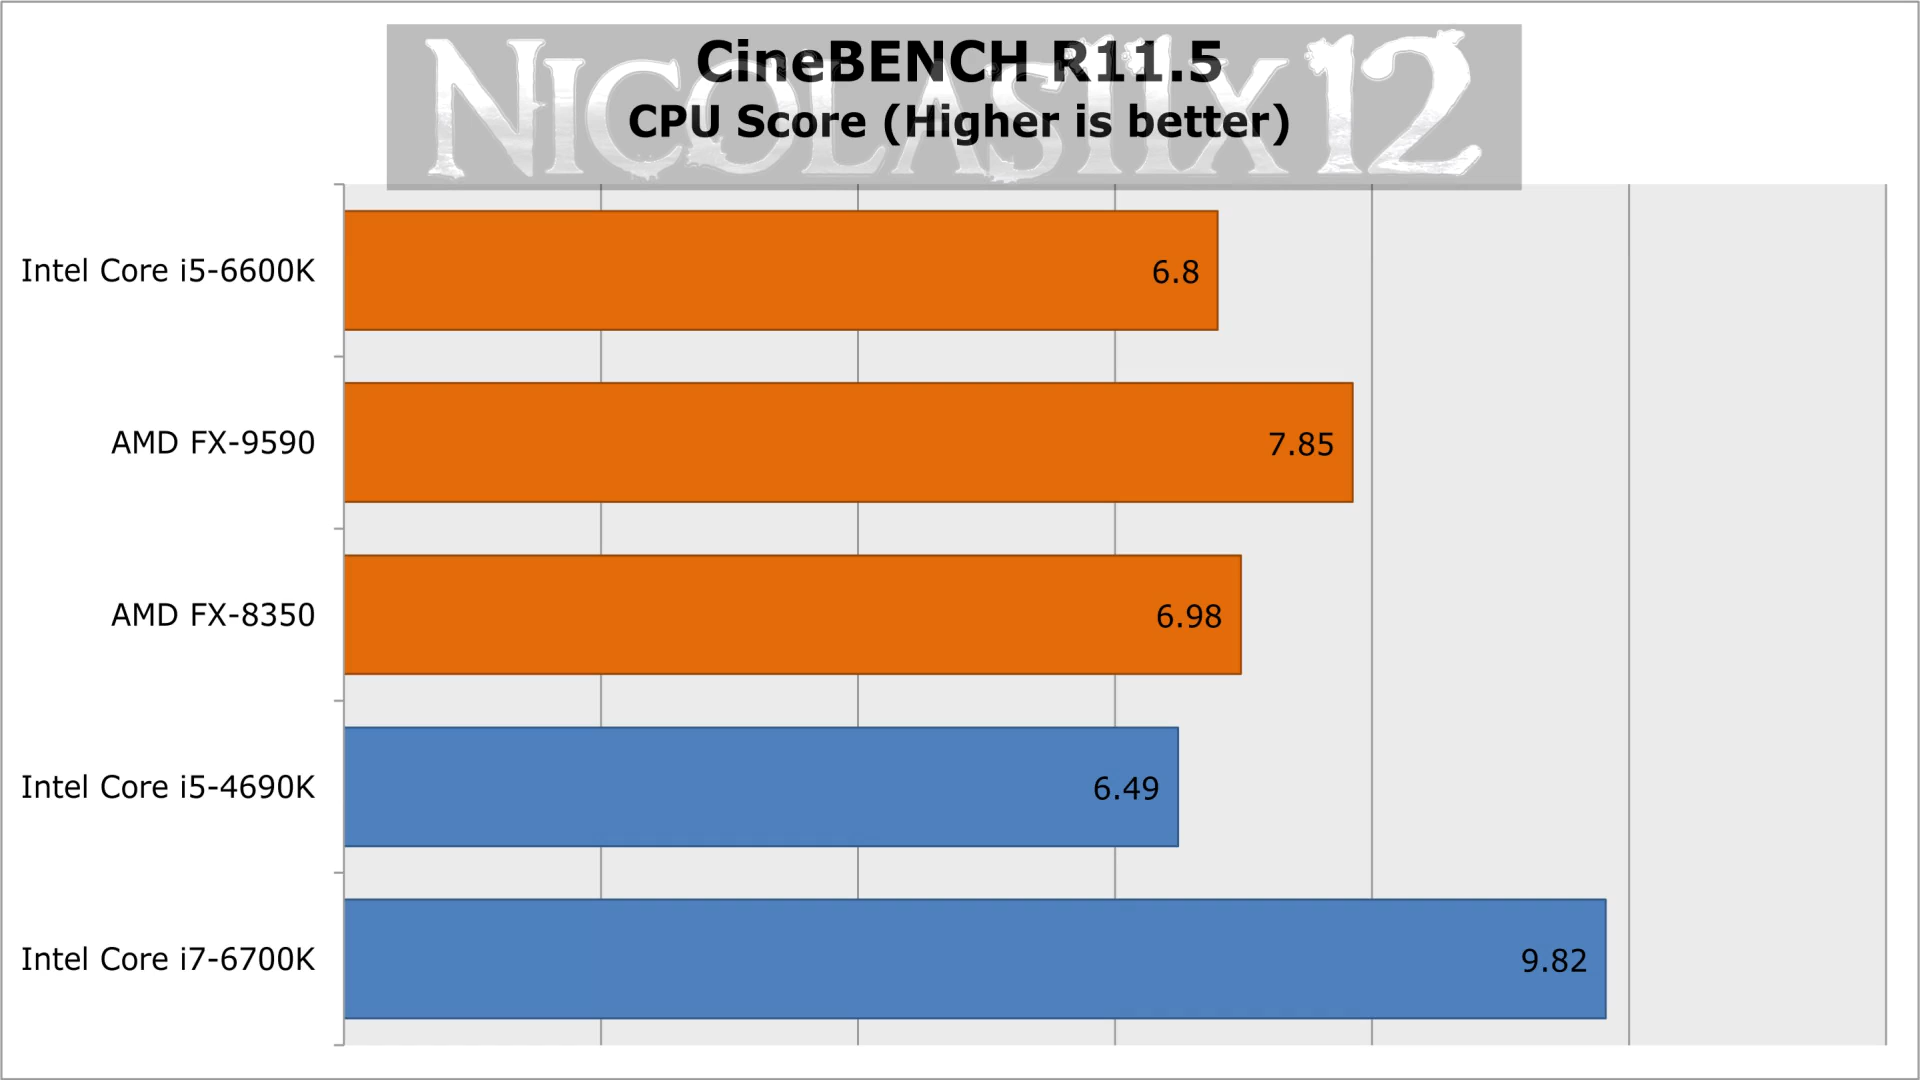 NICOLAS11X12
CineBENCH R11.5
CPU Score (Higher is better)
Intel Core i5-6600K
6.8
AMD FX-9590
7.85
AMD FX-8350
6.98
Intel Core i5-4690K
6.49
Intel Core i7-6700K
9.82